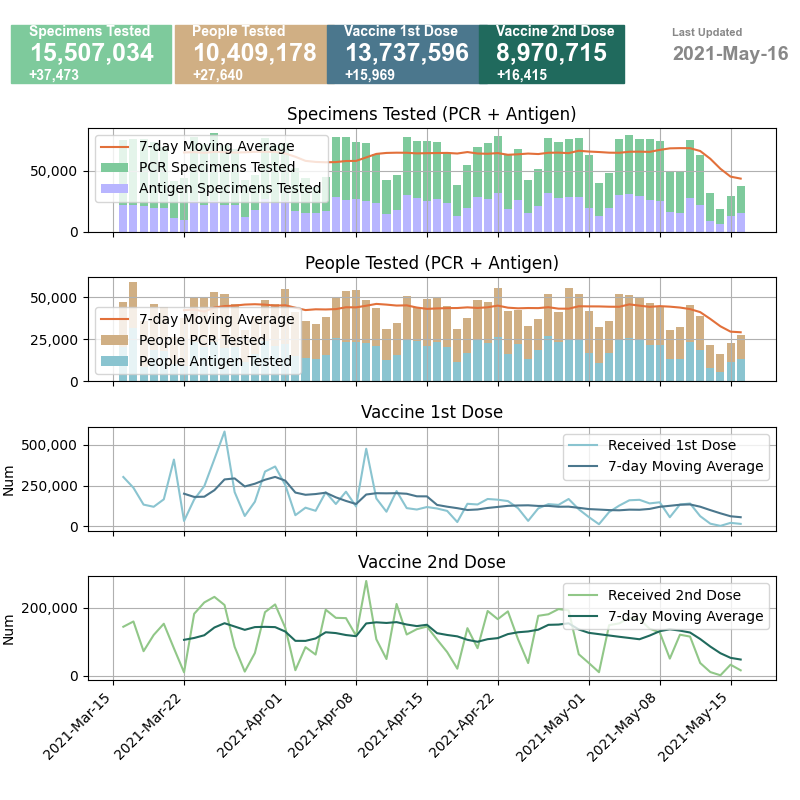 Specimens Tested
15,507,034
+37,473
People Tested
10,409,178
+27,640
Vaccine 1st Dose
13,737,596
+15,969
Vaccine 2nd Dose
8,970,715
+16,415
Last Updated
2021-May-16
Specimens Tested (PCR + Antigen)
7-day Moving Average
PCR Specimens Tested
Antigen Specimens Tested
50,000
0
People Tested (PCR + Antigen)
7-day Moving Average
People PCR Tested
People Antigen Tested
50,000
25,000
0
Vaccine 1st Dose
Received 1st Dose
7-day Moving Average
500,000
250,000
0
Num
Vaccine 2nd Dose
Received 2nd Dose
7-day Moving Average
200,000
0
Num
2021-Mar-15
2021-Mar-22
2021-Apr-01
2021-Apr-08
2021-Apr-15
2021-Apr-22
2021-May-01
2021-May-08
2021-May-15